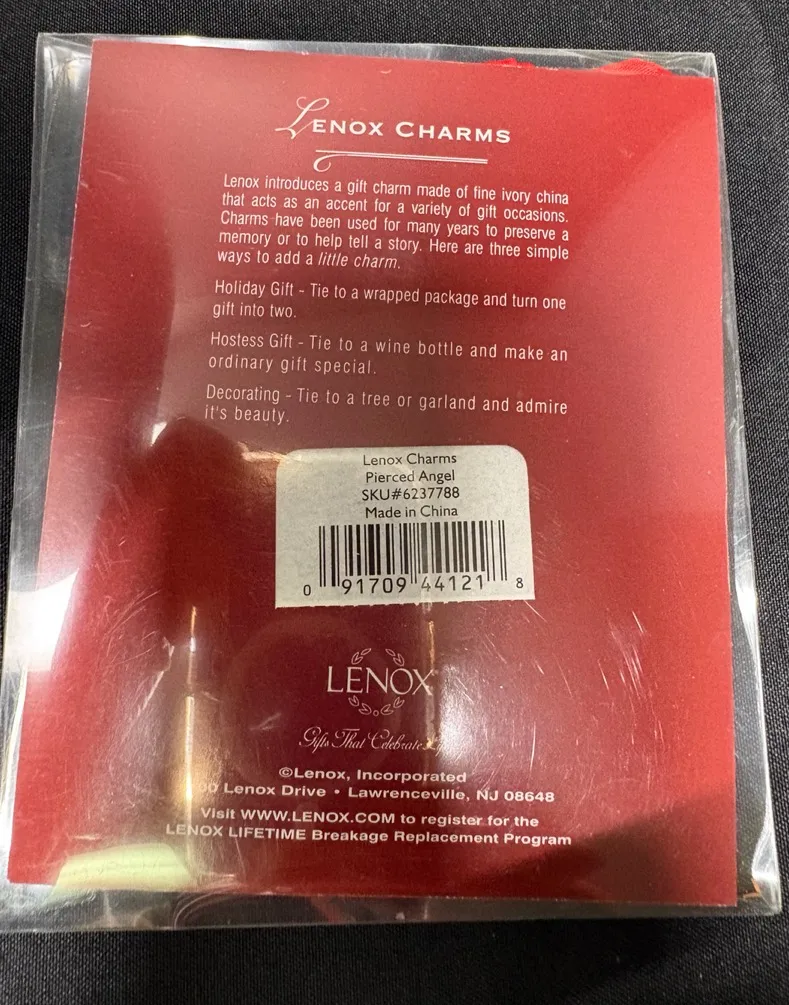 LENOX CHARMS
Lenox introduces a gift charm made of fine ivory china
that acts as an accent for a variety of gift occasions.
Charms have been used for many years to preserve a
memory or to help tell a story. Here are three simple
ways to add a little charm.
Holiday Gift - Tie to a wrapped package and turn one
gift into two.
Hostess Gift - Tie to a wine bottle and make an
ordinary gift special.
Decorating - Tie to a tree or garland and admire
it's beauty.
Lenox Charms
Pierced Angel
SKU#6237788
Made in China
0 91709 44121 8
LENOX
Gifts That Celebrate
©Lenox, Incorporated
Lenox Drive • Lawrenceville, NJ 08648
Visit WWW.LENOX.COM to register for the
LENOX LIFETIME Breakage Replacement Program